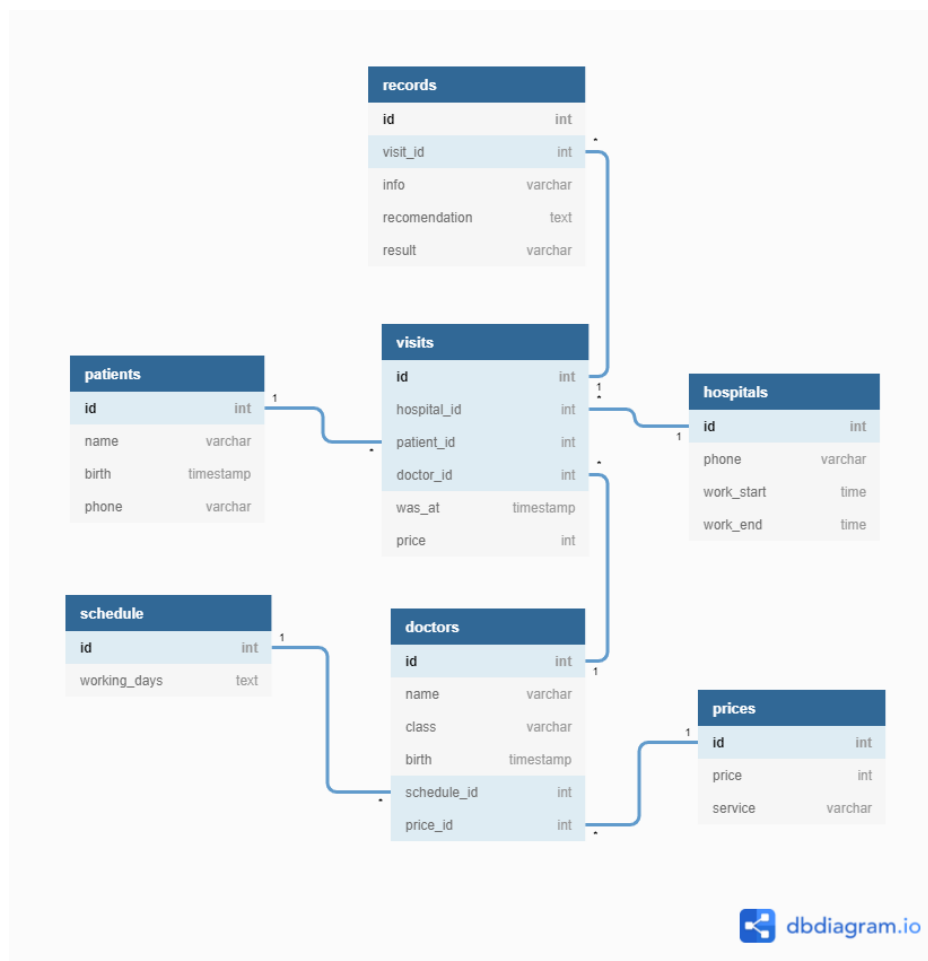 records
id int
visit_id int
info varchar
recomendation text
result varchar
*
1
patients
id int
name varchar
birth timestamp
phone varchar
1
*
visits
id int
hospital_id int
patient_id int
doctor_id int
was_at timestamp
price int
*
1
hospitals
id int
phone varchar
work_start time
work_end time
*
1
schedule
id int
working_days text
1
*
doctors
id int
name varchar
class varchar
birth timestamp
schedule_id int
price_id int
*
1
prices
id int
price int
service varchar
dbdiagram.io